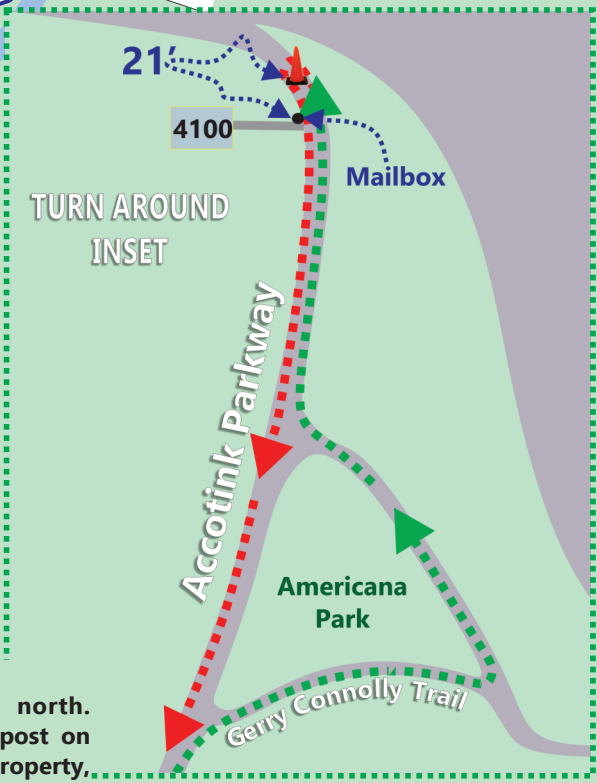 21'
4100
Mailbox
TURN AROUND
INSET
Accotink Parkway
Americana
Park
Gerry Connolly Trail
north.
post on
roperty,